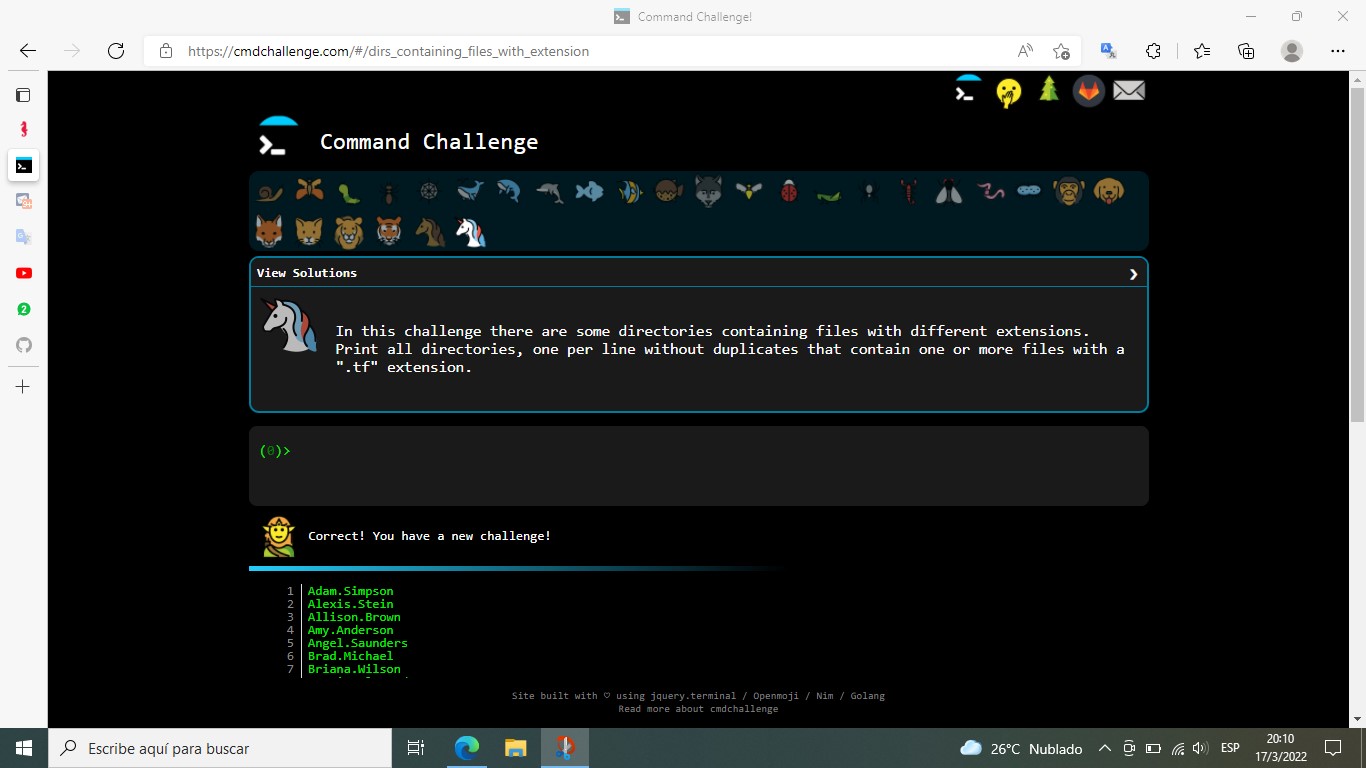 Command Challenge!
https://cmdchallenge.com/#/dirs_containing_files_with_extension
Command Challenge
View Solutions
In this challenge there are some directories containing files with different extensions.
Print all directories, one per line without duplicates that contain one or more files with a
".tf" extension.
(0)>
Correct! You have a new challenge!
1 Adam.Simpson
2 Alexis.Stein
3 Allison.Brown
4 Amy.Anderson
5 Angel.Saunders
6 Brad.Michael
7 Briana.Wilson
Site built with ♡ using jquery.terminal / Openmoji / Nim / Golang
Read more about cmdchallenge
Escribe aquí para buscar
26°C Nublado
ESP
20:10
17/3/2022